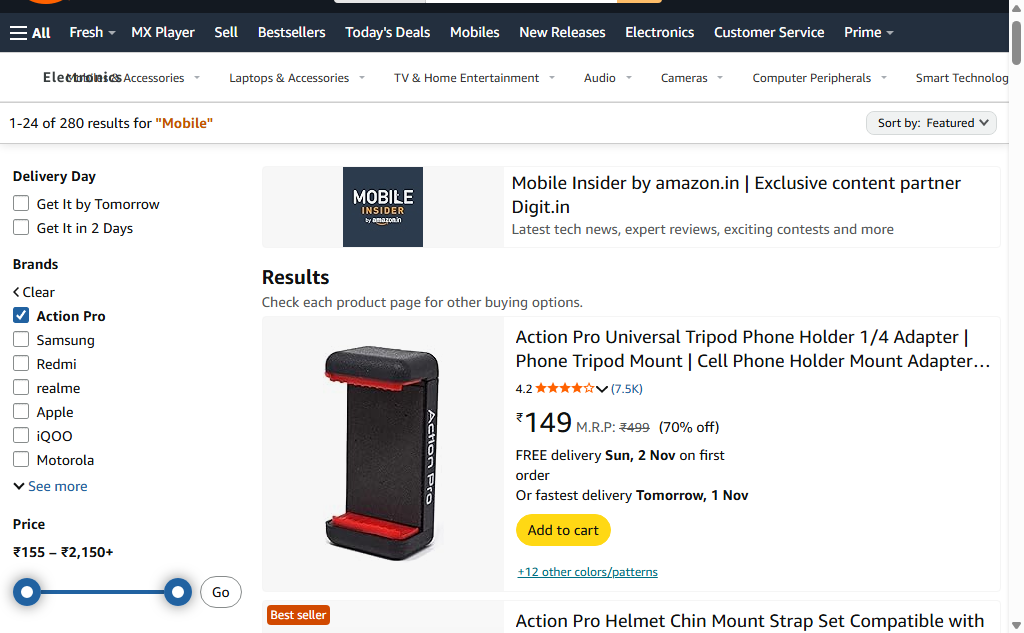 All
Fresh
MX Player
Sell
Bestsellers
Today's Deals
Mobiles
New Releases
Electronics
Customer Service
Prime
Electronics
Mobiles & Accessories
Laptops & Accessories
TV & Home Entertainment
Audio
Cameras
Computer Peripherals
Smart Technolog
1-24 of 280 results for "Mobile"
Sort by: Featured
Delivery Day
Get It by Tomorrow
Get It in 2 Days
Brands
Clear
Action Pro
Samsung
Redmi
realme
Apple
iQOO
Motorola
See more
Price
₹155 – ₹2,150+
Go
MOBILE
INSIDER
by amazon.in
Mobile Insider by amazon.in | Exclusive content partner
Digit.in
Latest tech news, expert reviews, exciting contests and more
Results
Check each product page for other buying options.
Action Pro
Action Pro Universal Tripod Phone Holder 1/4 Adapter |
Phone Tripod Mount | Cell Phone Holder Mount Adapter…
4.2 (7.5K)
₹149 M.R.P: ₹499 (70% off)
FREE delivery Sun, 2 Nov on first
order
Or fastest delivery Tomorrow, 1 Nov
Add to cart
+12 other colors/patterns
Best seller
Action Pro Helmet Chin Mount Strap Set Compatible with